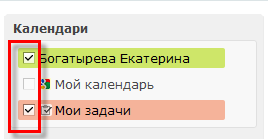 Календари
Богатырева Екатерина
Мой календарь
Мои задачи